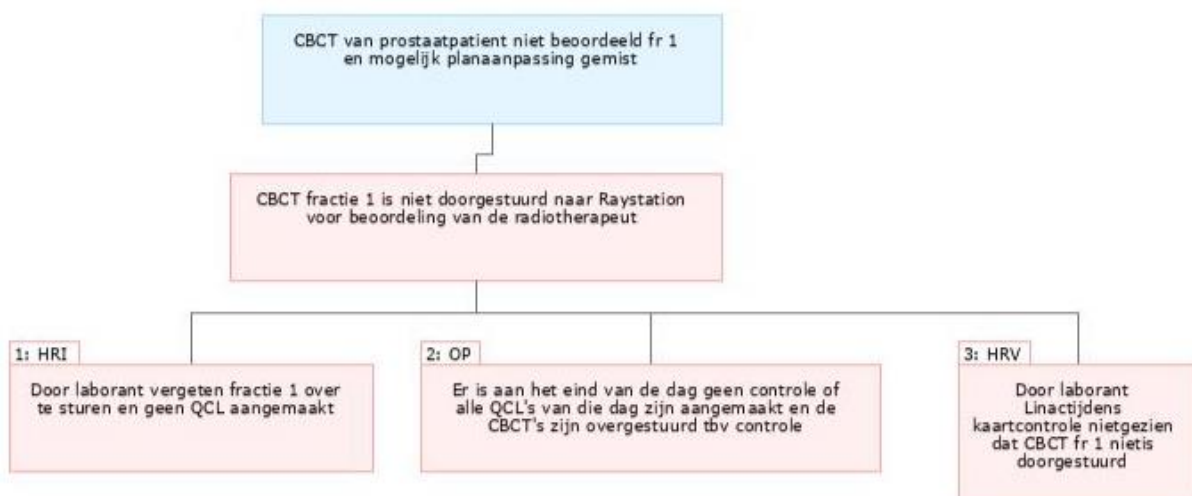 CBCT van prostaatpatient niet beoordeeld fr 1
en mogelijk planaanpassing gemist
CBCT fractie 1 is niet doorgestuurd naar Raystation
voor beoordeling van de radiotherapeut
1: HRI
Door laborant vergeten fractie 1 over
te sturen en geen QCL aangemaakt
2: OP
Er is aan het eind van de dag geen controle of
alle QCL's van die dag zijn aangemaakt en de
CBCT's zijn overgestuurd tbv controle
3: HRV
Door laborant
Linactijdens
kaartcontrole nietgezien
dat CBCT fr 1 nietis
doorgestuurd